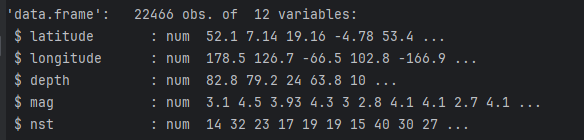 'data.frame':   22466 obs. of  12 variables:
 $ latitude       : num  52.1 7.14 19.16 -4.78 53.4 ...
 $ longitude      : num  178.5 126.7 -66.5 102.8 -166.9 ...
 $ depth          : num  82.8 79.2 24 63.8 10 ...
 $ mag            : num  3.1 4.5 3.93 4.3 3 2.8 4.1 4.1 2.7 4.1 ...
 $ nst            : num  14 32 23 17 19 19 15 40 30 27 ...